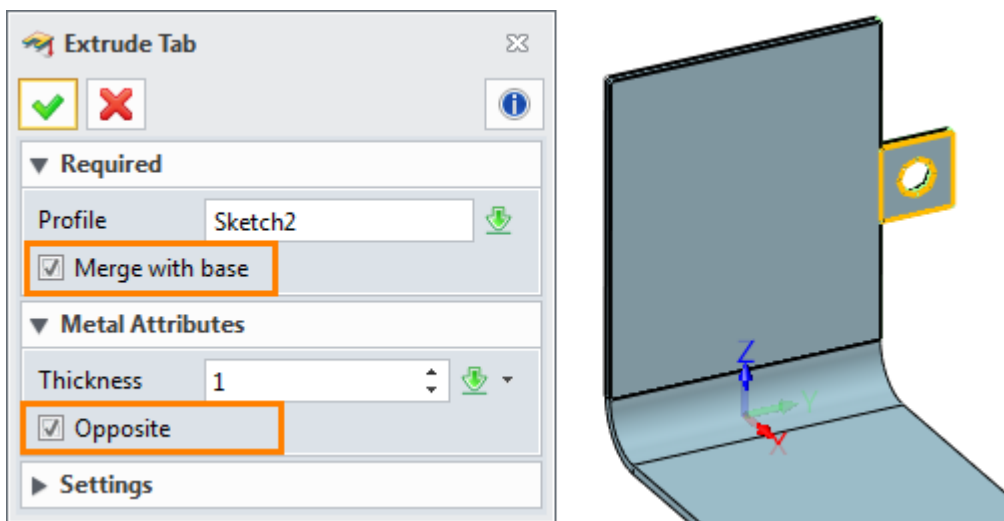 Extrude Tab
Required
Profile Sketch2
Merge with base
Metal Attributes
Thickness 1
Opposite
Settings
Z
Y
X